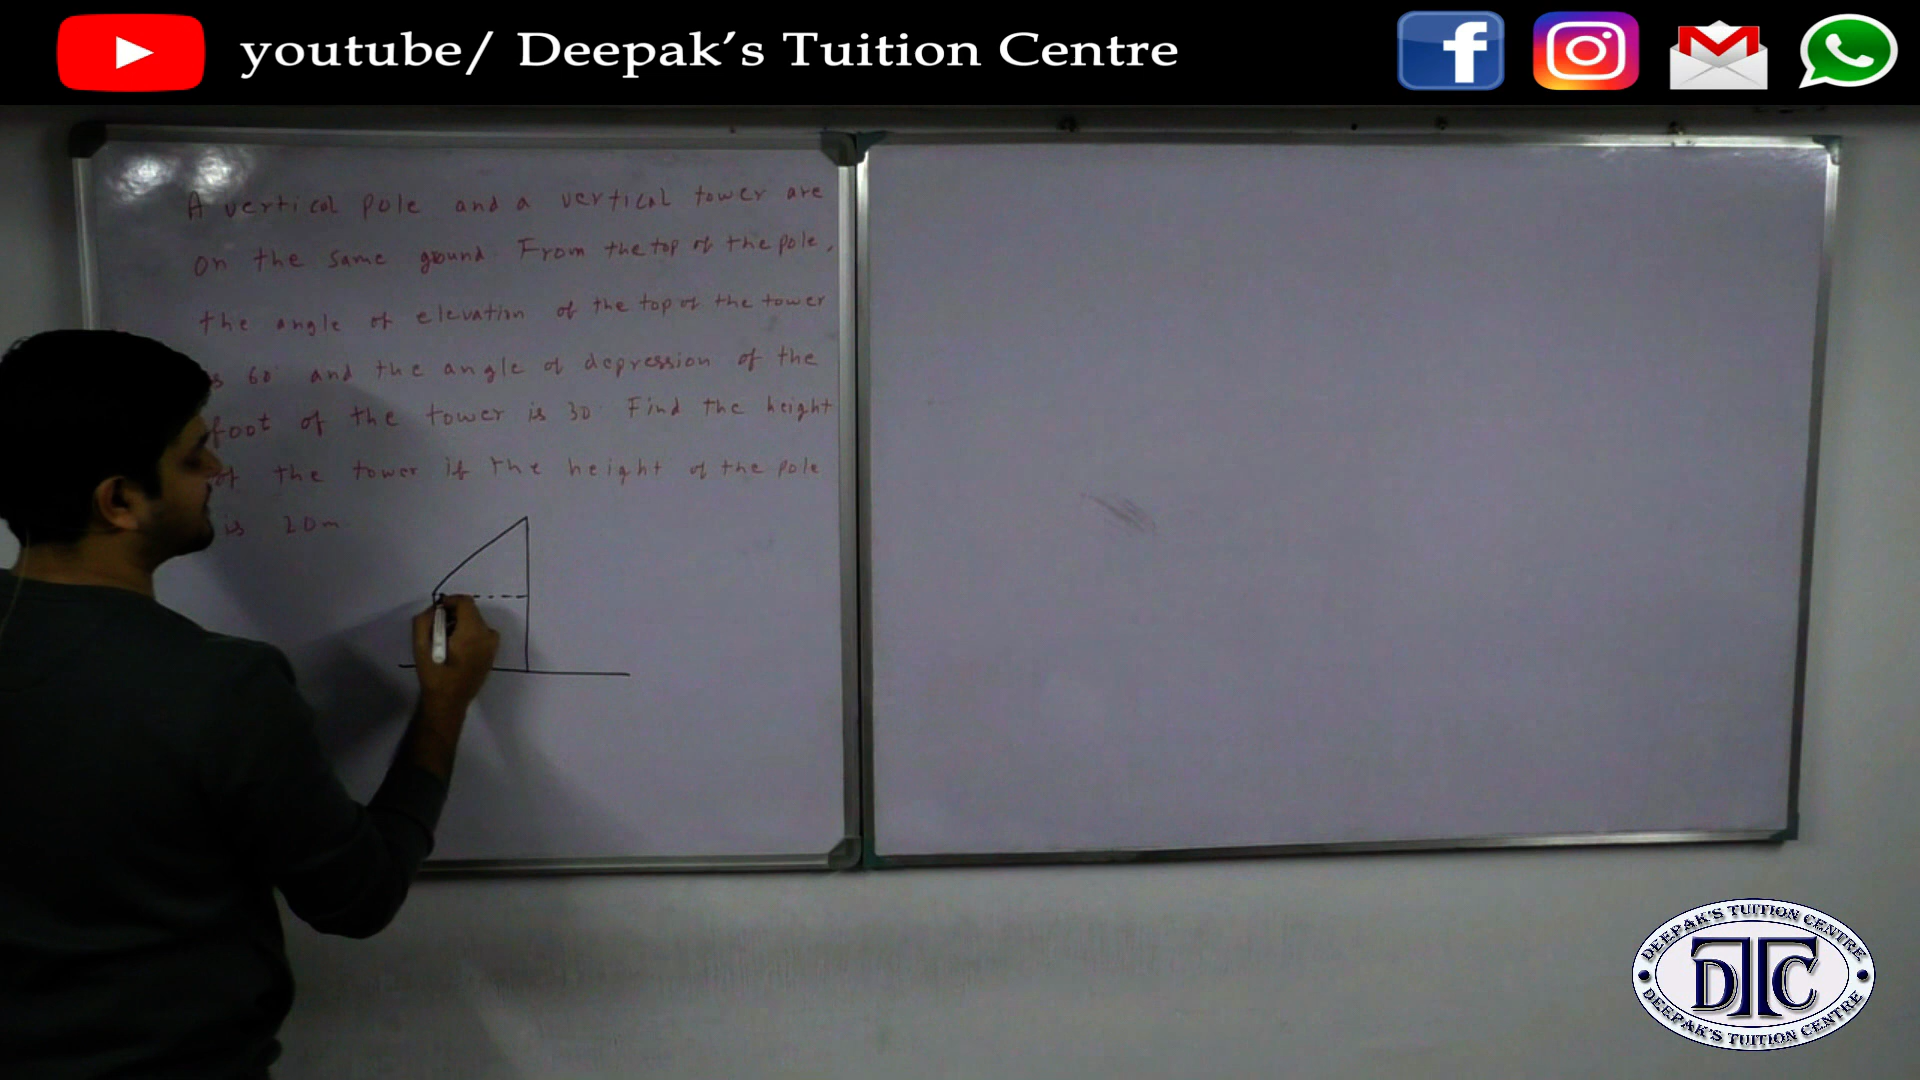 youtube/ Deepak's Tuition Centre
A vertical pole and a vertical tower are
on the same ground. From the top of the pole,
the angle of elevation of the top of the tower
is 60° and the angle of depression of the
foot of the tower is 30. Find the height
of the tower if the height of the pole
is 20m.
DEEPAK'S TUITION CENTRE
DTC
DEEPAK'S TUITION CENTRE